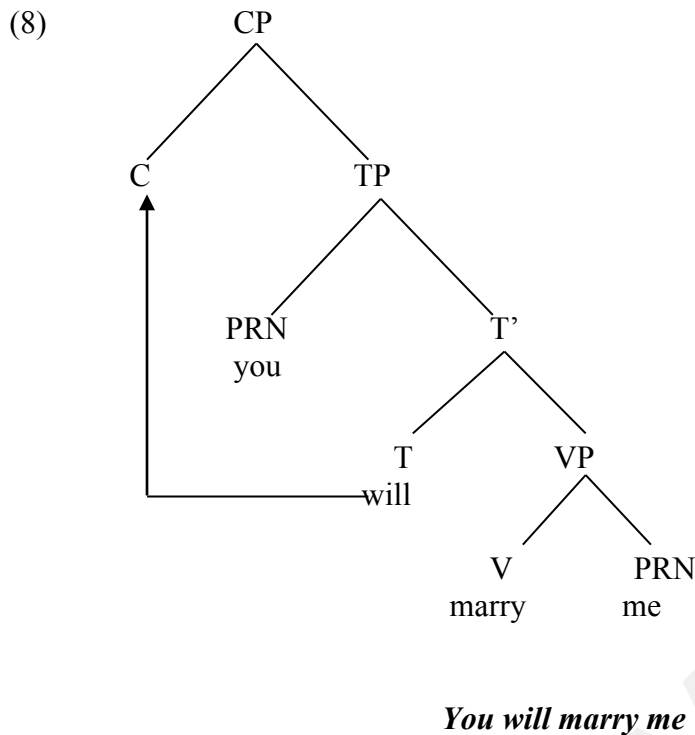 (8)
CP
C TP
PRN T’
you
T VP
will
V PRN
marry me
You will marry me